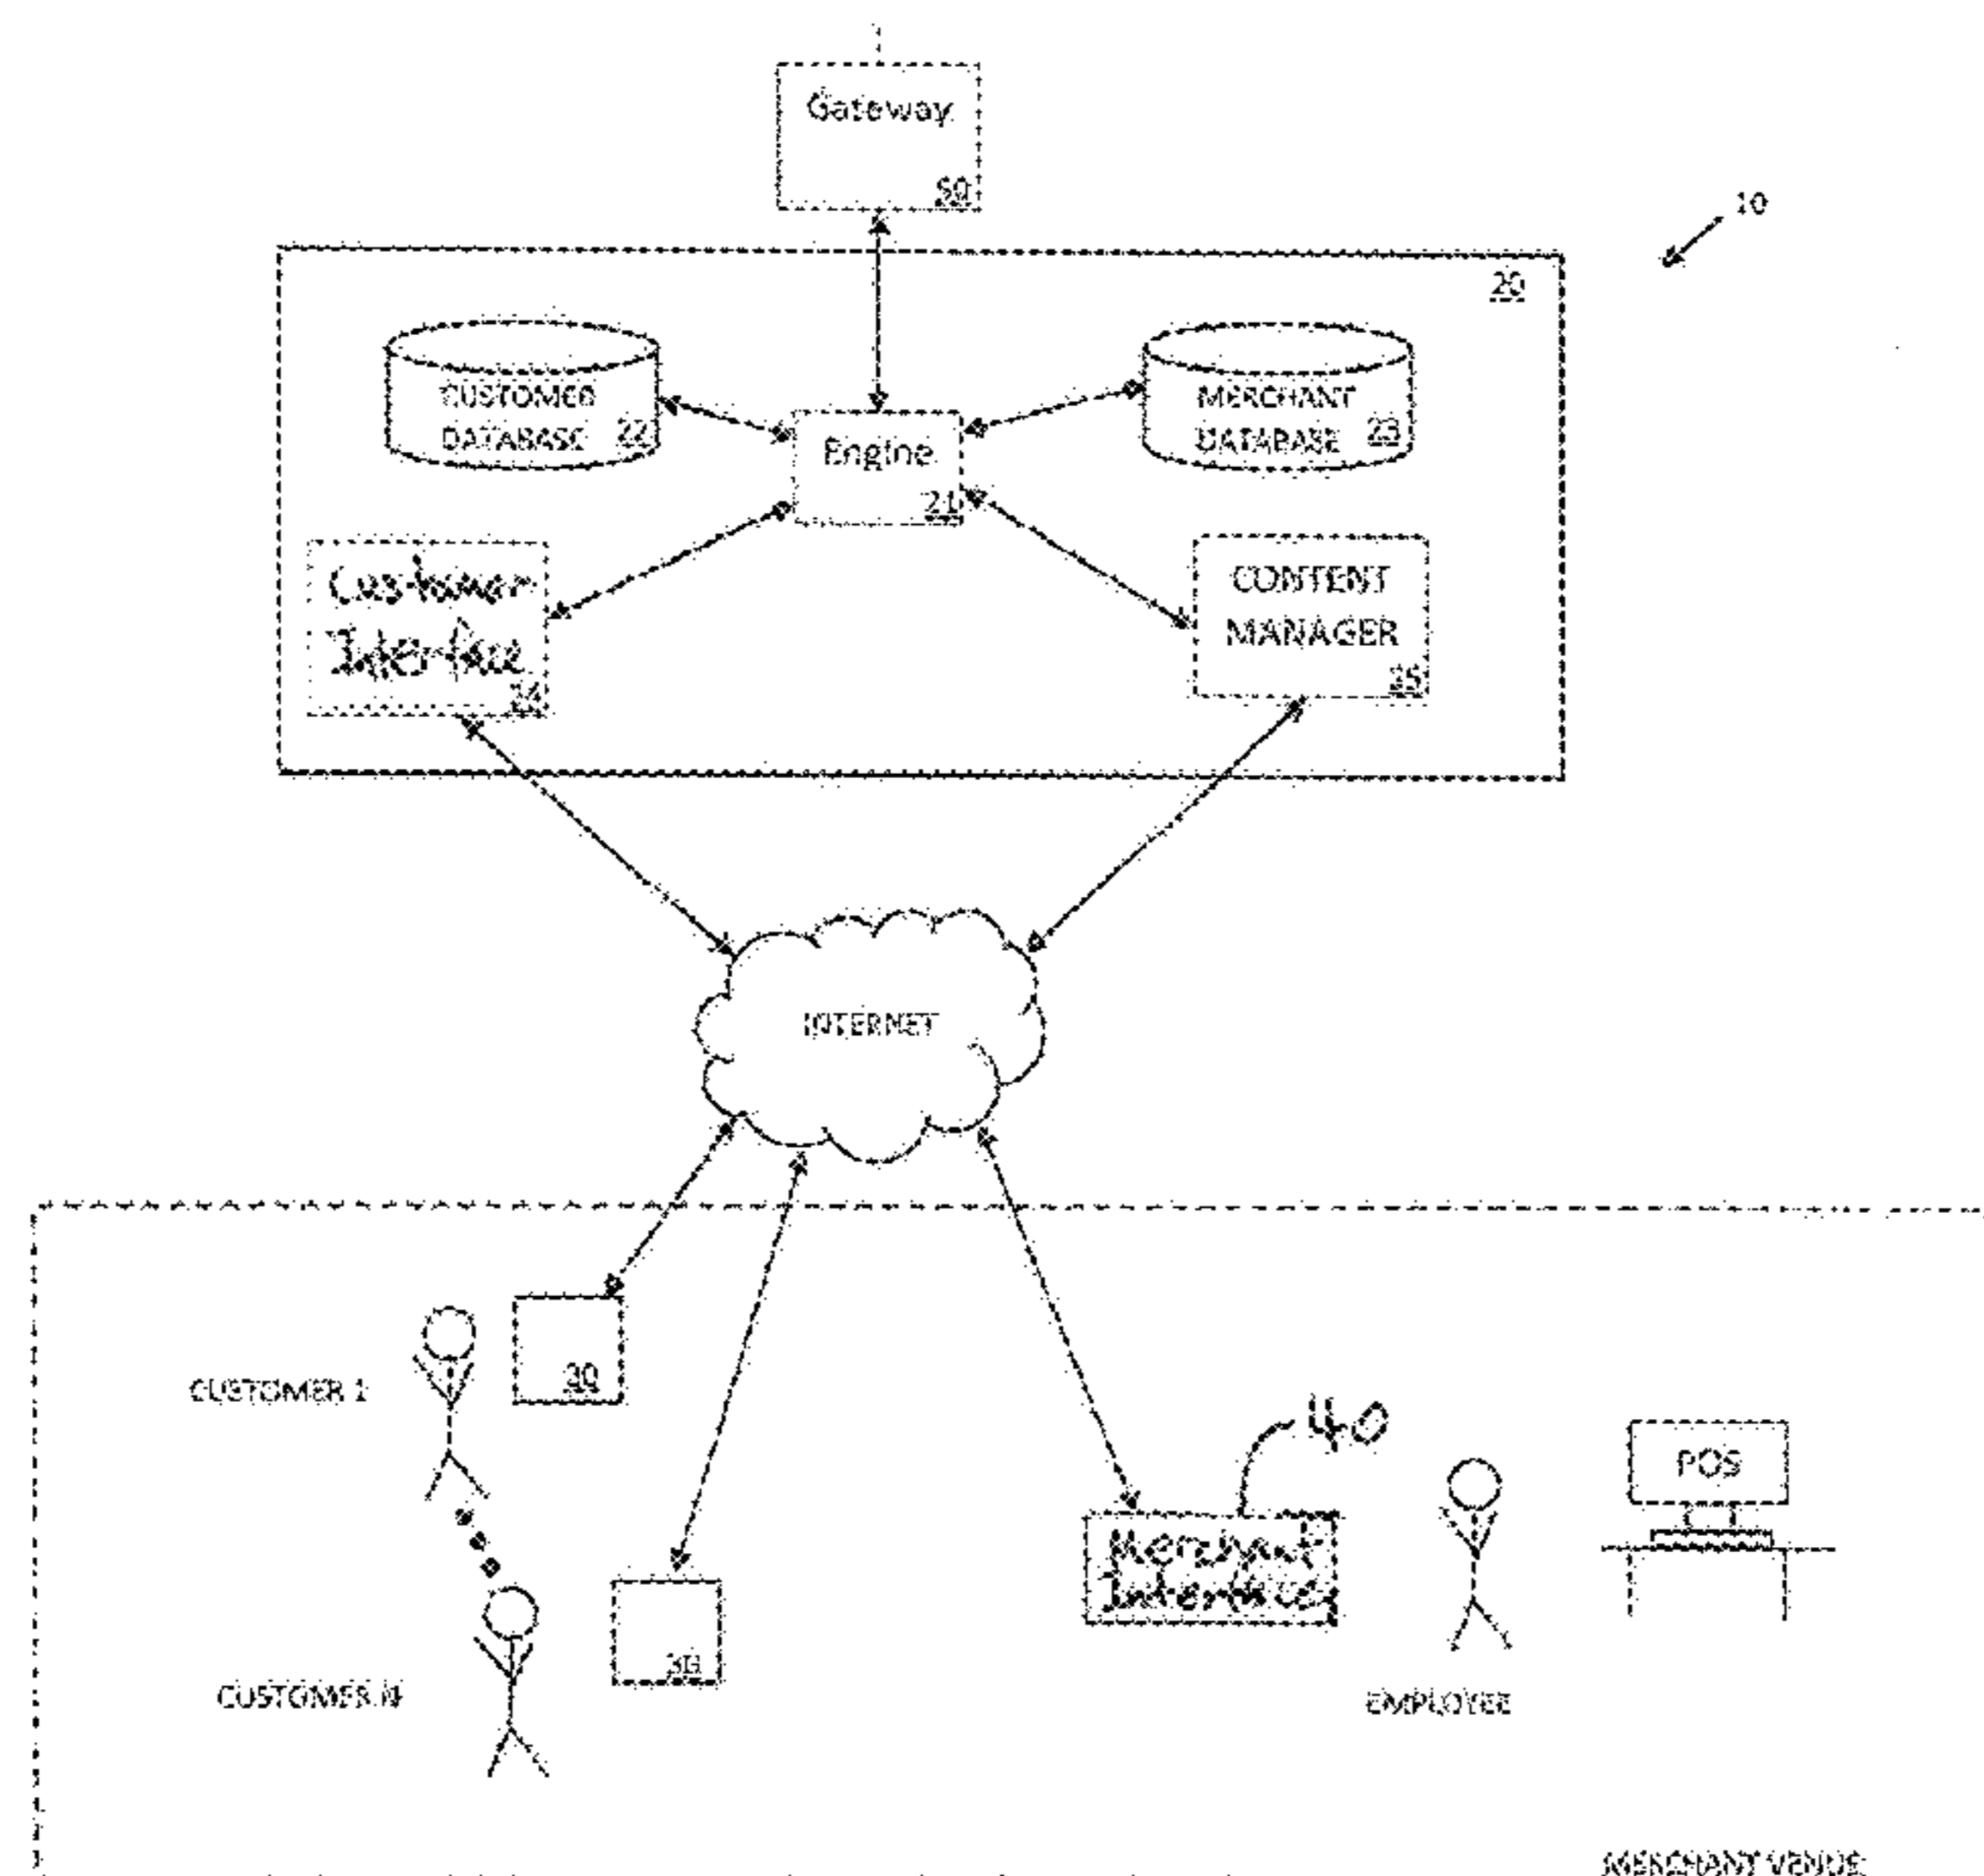 Gateway
50
10
20
CUSTOMER
DATABASE 22
MERCHANT
DATABASE 23
Engine
21
Customer
Interface
24
CONTENT
MANAGER
25
INTERNET
30
CUSTOMER 1
40
POS
Merchant
Interface
30
CUSTOMER N
EMPLOYEE
MERCHANT VENUE